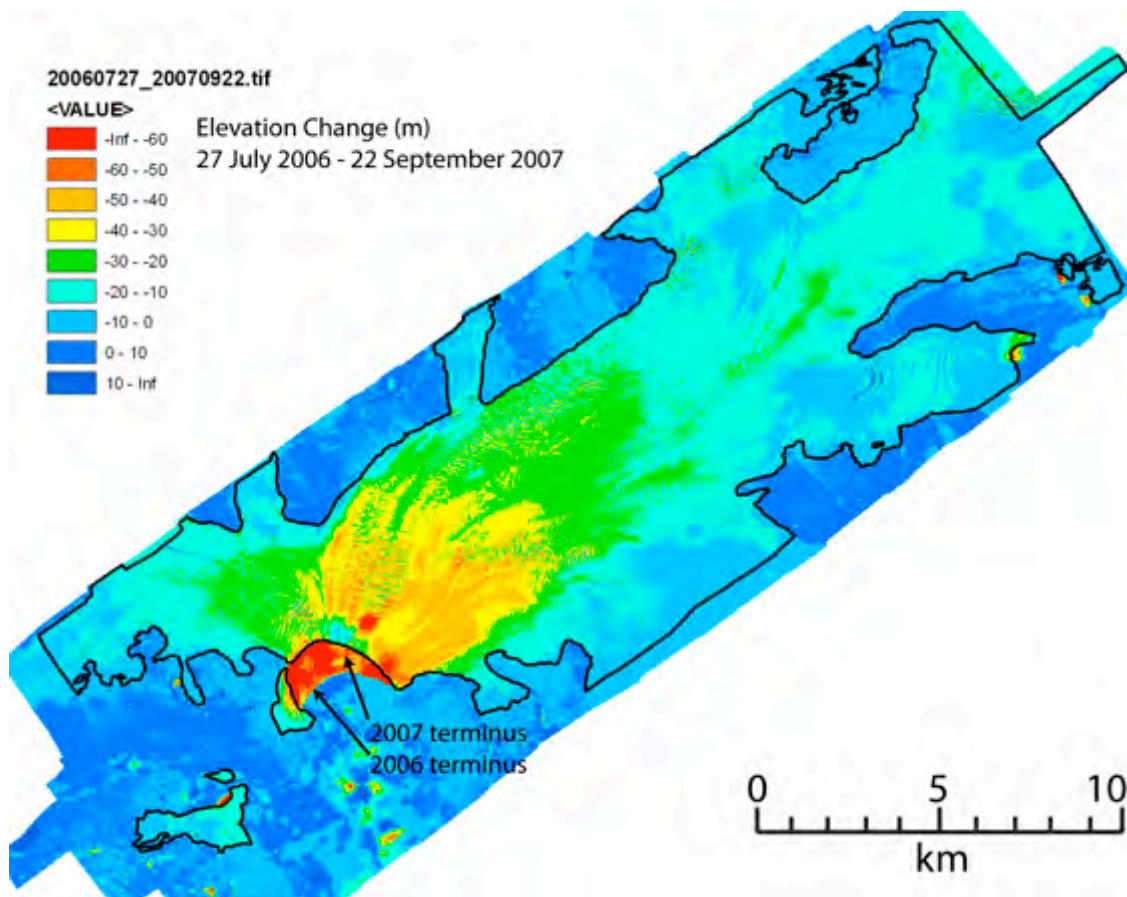 20060727_20070922.tif
<VALUE>
-Inf - -60
-60 - -50
-50 - -40
-40 - -30
-30 - -20
-20 - -10
-10 - 0
0 - 10
10 - Inf
Elevation Change (m)
27 July 2006 - 22 September 2007
2007 terminus
2006 terminus
0 5 10
km